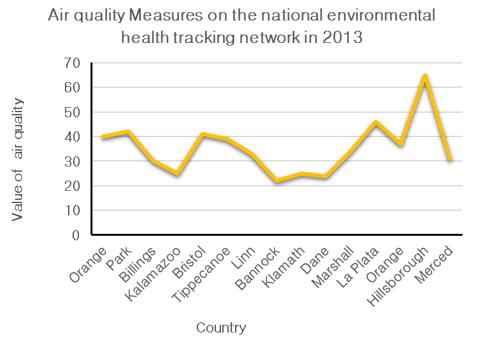 Air quality Measures on the national environmental
health tracking network in 2013
Value of air quality
70
60
50
40
30
20
10
0
Orange
Park
Billings
Kalamazoo
Bristol
Tippecanoe
Linn
Bannock
Klamath
Dane
Marshall
La Plata
Orange
Hillsborough
Merced
Country